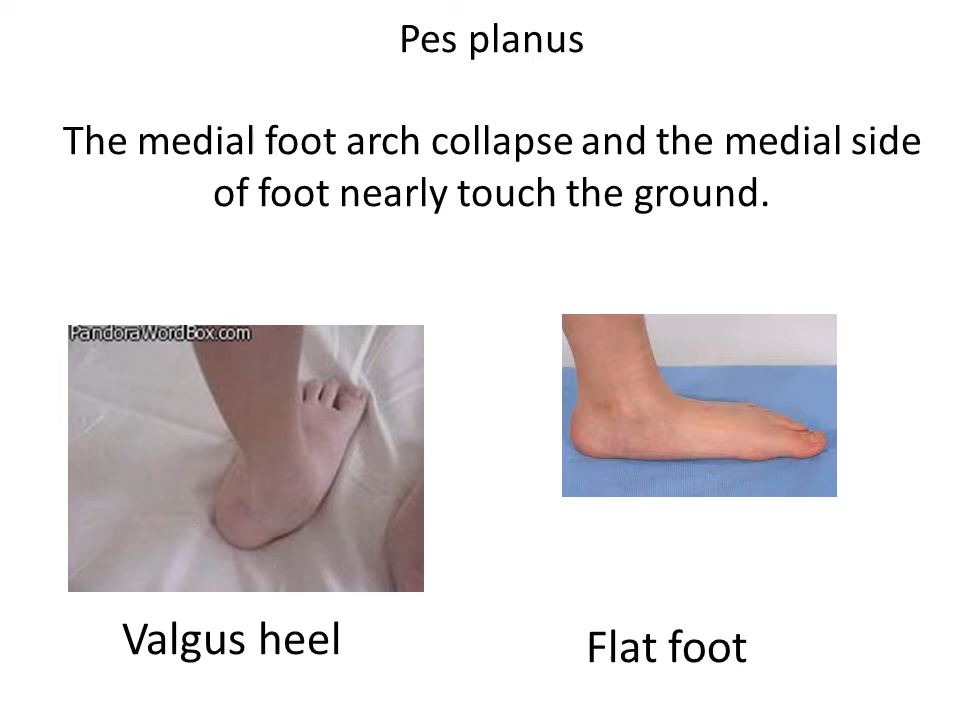 Pes planus
The medial foot arch collapse and the medial side
of foot nearly touch the ground.
PandoraWordBox.com
Valgus heel
Flat foot